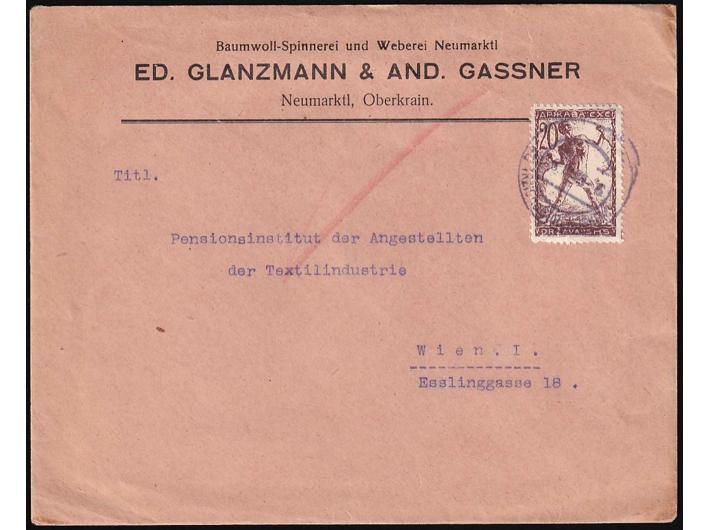 Baumwoll-Spinnerei und Weberei Neumarktl
ED. GLANZMANN & AND. GASSNER
Neumarktl, Oberkrain.
20
Titl.
Pensionsinstitut der Angestellten
der Textilindustrie
Wien. I.
Esslinggasse 18 .